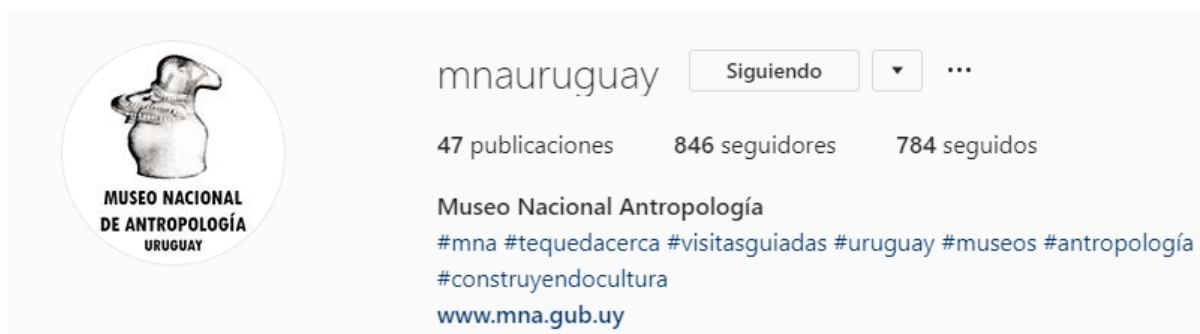 MUSEO NACIONAL
DE ANTROPOLOGÍA
URUGUAY
mnauruguay Siguiendo
47 publicaciones 846 seguidores 784 seguidos
Museo Nacional Antropología
#mna #tequedacerca #visitasguiadas #uruguay #museos #antropología
#construyendocultura
www.mna.gub.uy